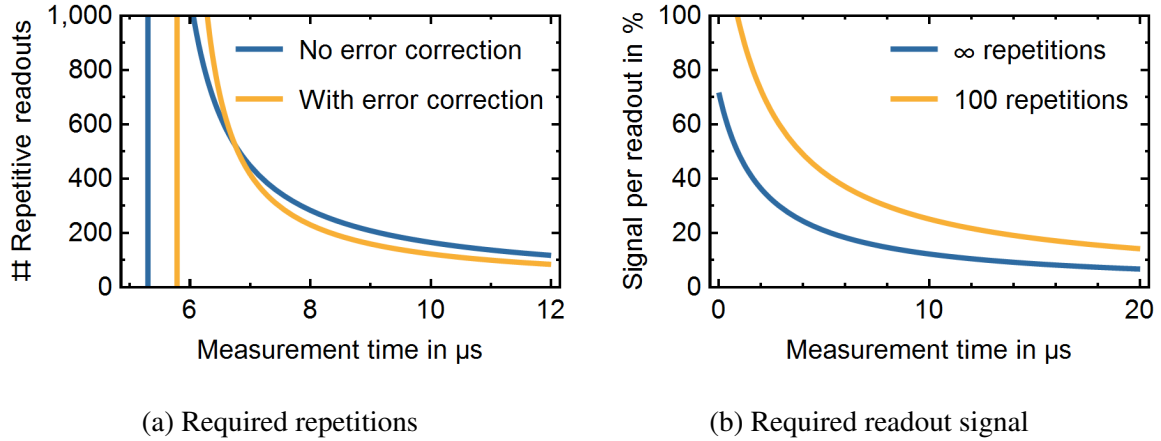 1,000
800
600
400
200
0
# Repetitive readouts
No error correction
With error correction
6
8
10
12
Measurement time in µs
(a) Required repetitions
100
80
60
40
20
0
Signal per readout in %
∞ repetitions
100 repetitions
0
10
20
Measurement time in µs
(b) Required readout signal